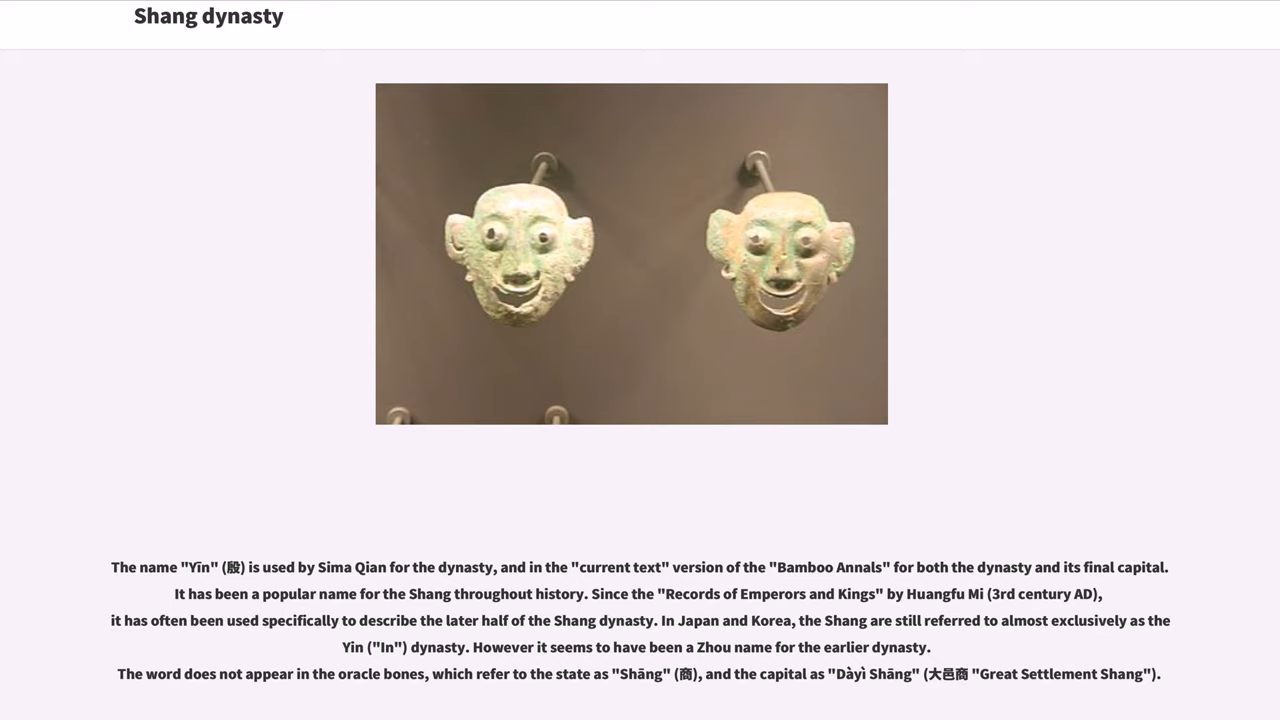 Shang dynasty
The name "Yīn" (殷) is used by Sima Qian for the dynasty, and in the "current text" version of the "Bamboo Annals" for both the dynasty and its final capital.
It has been a popular name for the Shang throughout history. Since the "Records of Emperors and Kings" by Huangfu Mi (3rd century AD),
it has often been used specifically to describe the later half of the Shang dynasty. In Japan and Korea, the Shang are still referred to almost exclusively as the
Yin ("In") dynasty. However it seems to have been a Zhou name for the earlier dynasty.
The word does not appear in the oracle bones, which refer to the state as "Shāng" (商), and the capital as "Dàyì Shāng" (大邑商 "Great Settlement Shang").